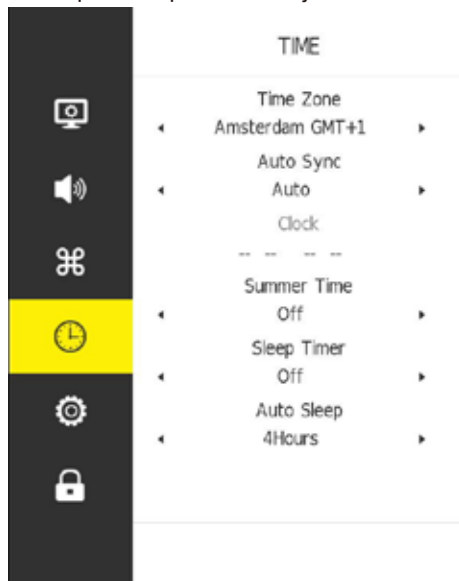 TIME
Time Zone
Amsterdam GMT+1
Auto Sync
Auto
Clock
-- -- -- --
Summer Time
Off
Sleep Timer
Off
Auto Sleep
4Hours